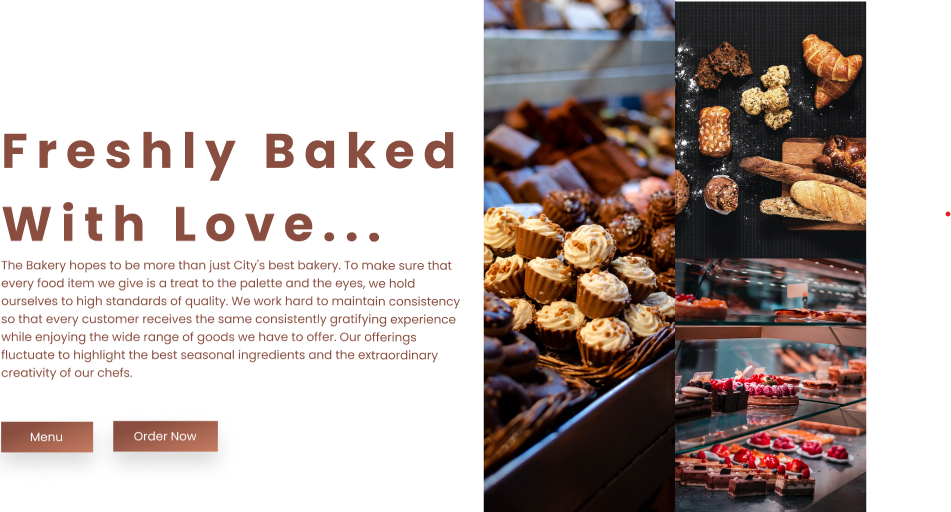 Freshly Baked
With Love...
The Bakery hopes to be more than just City's best bakery. To make sure that
every food item we give is a treat to the palette and the eyes, we hold
ourselves to high standards of quality. We work hard to maintain consistency
so that every customer receives the same consistently gratifying experience
while enjoying the wide range of goods we have to offer. Our offerings
fluctuate to highlight the best seasonal ingredients and the extraordinary
creativity of our chefs.
Menu
Order Now